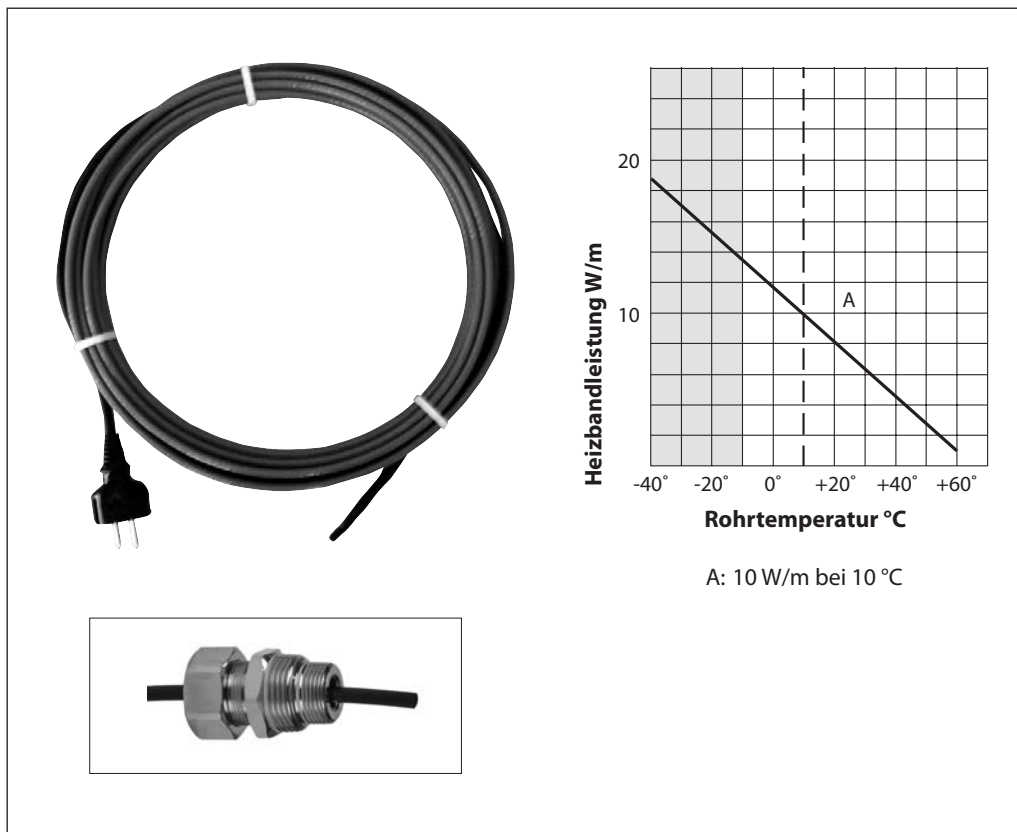 20
10
Heizbandleistung W/m
A
-40° -20° 0° +20° +40° +60°
Rohrtemperatur °C
A: 10 W/m bei 10 °C